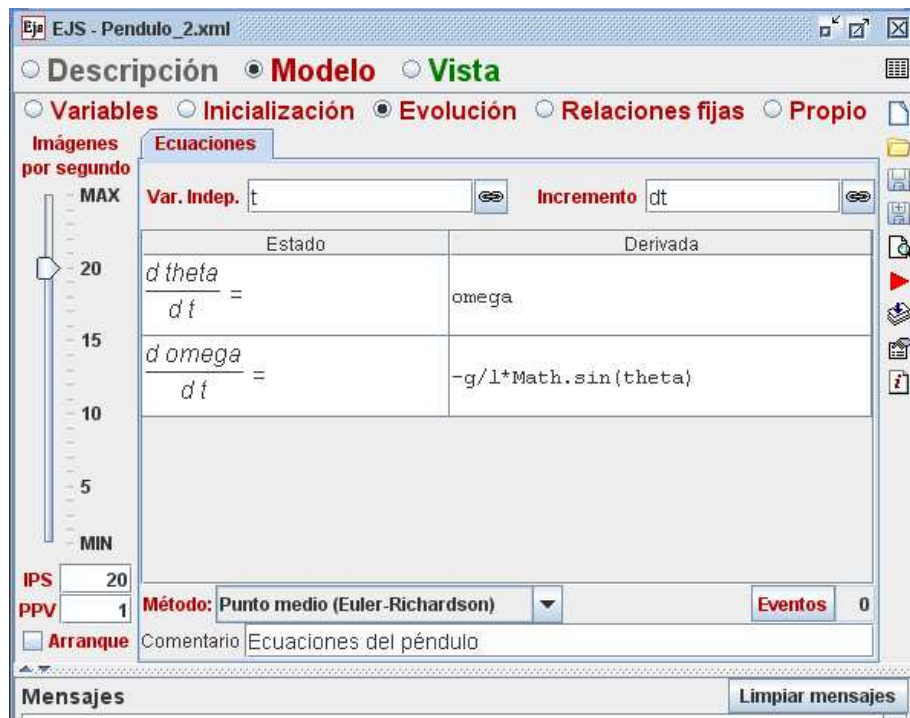 Ejs EJS - Pendulo_2.xml
Descripción Modelo Vista
Variables Inicialización Evolución Relaciones fijas Propio
Imágenes
por segundo
MAX
20
15
10
5
MIN
IPS 20
PPV 1
Arranque
Ecuaciones
Var. Indep. t Incremento dt
Estado Derivada
d theta
d t
=
omega
d omega
d t
=
-g/l*Math.sin(theta)
Método: Punto medio (Euler-Richardson) Eventos 0
Comentario Ecuaciones del péndulo
Mensajes Limpiar mensajes